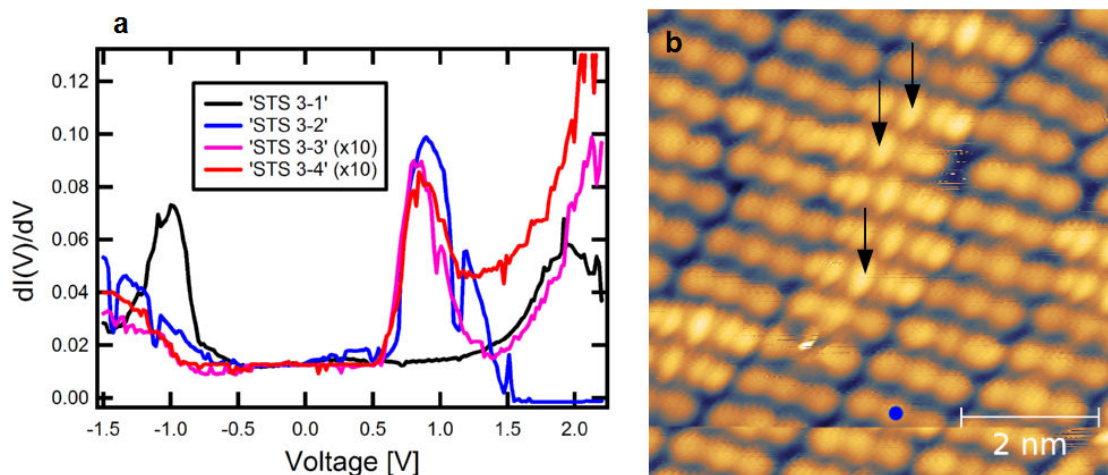 a
b
0.12
0.10
0.08
0.06
0.04
0.02
0.00
'STS 3-1'
'STS 3-2'
'STS 3-3' (x10)
'STS 3-4' (x10)
-1.5 -1.0 -0.5 0.0 0.5 1.0 1.5 2.0
dI(V)/dV
Voltage [V]
2 nm